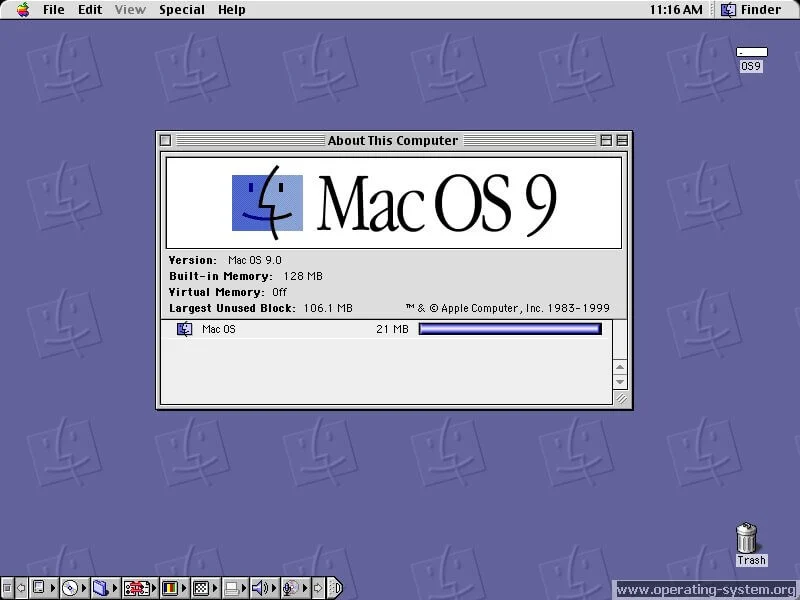 File Edit View Special Help 11:16 AM Finder
OS9
About This Computer
Mac OS 9
Version: Mac OS 9.0
Built-in Memory: 128 MB
Virtual Memory: Off
Largest Unused Block: 106.1 MB ™ & © Apple Computer, Inc. 1983-1999
Mac OS 21 MB
Trash
www.operating-system.org